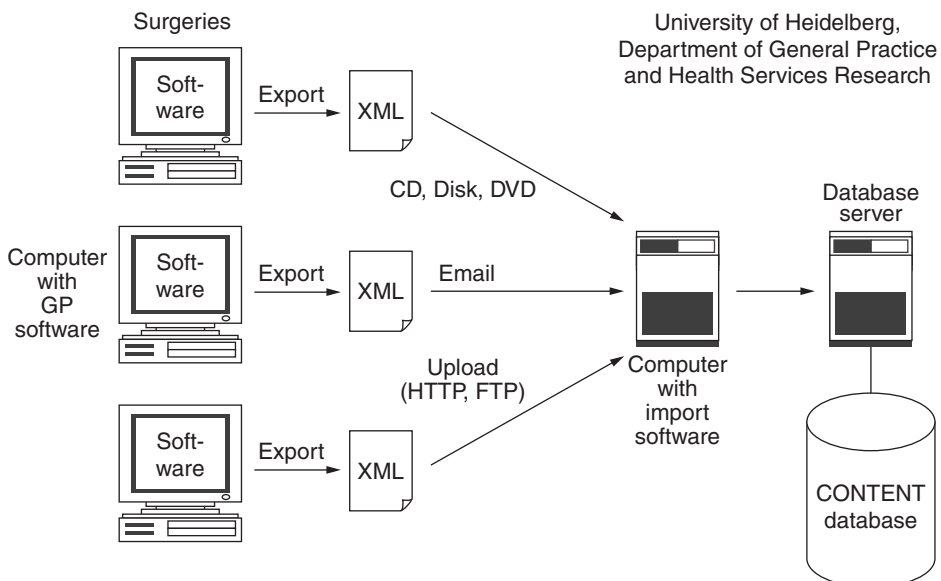 Surgeries
University of Heidelberg,
Department of General Practice
and Health Services Research
Soft-
ware
Export
XML
CD, Disk, DVD
Database
server
Computer
with
GP
software
Soft-
ware
Export
XML
Email
Upload
(HTTP, FTP)
Computer
with
import
software
Soft-
ware
Export
XML
CONTENT
database